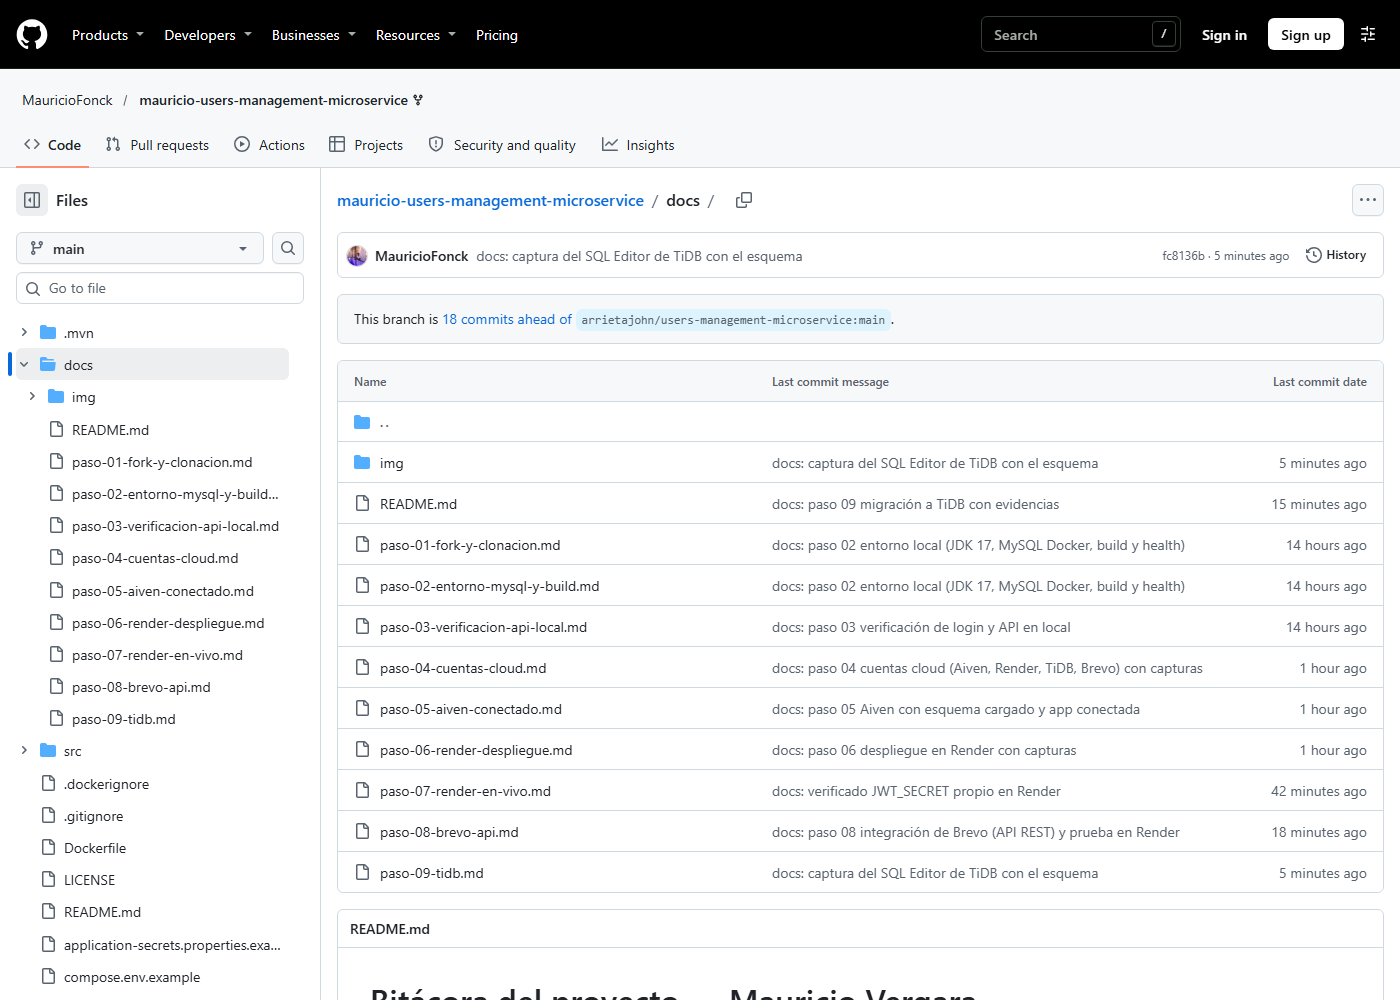 Products
Developers
Businesses
Resources
Pricing
Search /
Sign in
Sign up
MauricioFonck / mauricio-users-management-microservice
Code
Pull requests
Actions
Projects
Security and quality
Insights
Files
main
Go to file
.mvn
docs
img
README.md
paso-01-fork-y-clonacion.md
paso-02-entorno-mysql-y-build...
paso-03-verificacion-api-local.md
paso-04-cuentas-cloud.md
paso-05-aiven-conectado.md
paso-06-render-despliegue.md
paso-07-render-en-vivo.md
paso-08-brevo-api.md
paso-09-tidb.md
src
.dockerignore
.gitignore
Dockerfile
LICENSE
README.md
application-secrets.properties.exa...
compose.env.example
mauricio-users-management-microservice / docs /
MauricioFonck docs: captura del SQL Editor de TiDB con el esquema fc8136b · 5 minutes ago History
This branch is 18 commits ahead of arrietajohn/users-management-microservice:main .
Name Last commit message Last commit date
..
img docs: captura del SQL Editor de TiDB con el esquema 5 minutes ago
README.md docs: paso 09 migración a TiDB con evidencias 15 minutes ago
paso-01-fork-y-clonacion.md docs: paso 02 entorno local (JDK 17, MySQL Docker, build y health) 14 hours ago
paso-02-entorno-mysql-y-build.md docs: paso 02 entorno local (JDK 17, MySQL Docker, build y health) 14 hours ago
paso-03-verificacion-api-local.md docs: paso 03 verificación de login y API en local 14 hours ago
paso-04-cuentas-cloud.md docs: paso 04 cuentas cloud (Aiven, Render, TiDB, Brevo) con capturas 1 hour ago
paso-05-aiven-conectado.md docs: paso 05 Aiven con esquema cargado y app conectada 1 hour ago
paso-06-render-despliegue.md docs: paso 06 despliegue en Render con capturas 1 hour ago
paso-07-render-en-vivo.md docs: verificado JWT_SECRET propio en Render 42 minutes ago
paso-08-brevo-api.md docs: paso 08 integración de Brevo (API REST) y prueba en Render 18 minutes ago
paso-09-tidb.md docs: captura del SQL Editor de TiDB con el esquema 5 minutes ago
README.md
Bitácora del proyecto — Mauricio Vergara